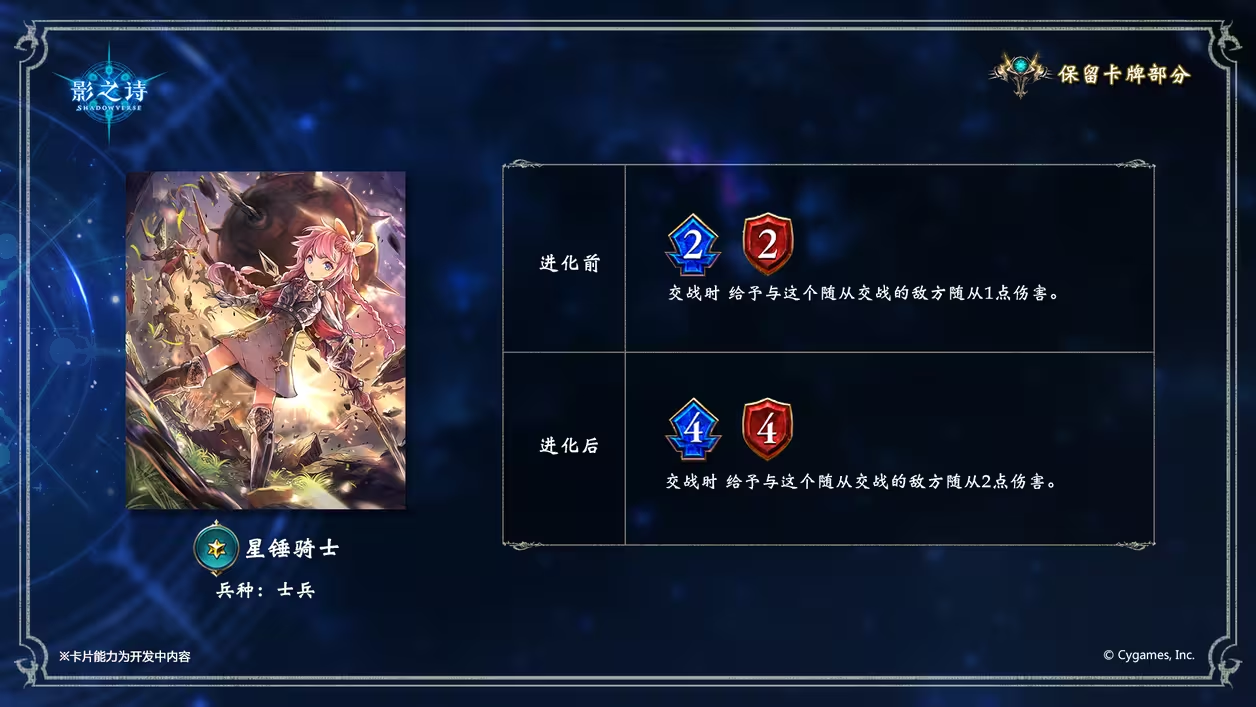 影之诗
SHADOWVERSE
保留卡牌部分
进化前
2 2
交战时 给予与这个随从交战的敌方随从1点伤害。
进化后
4 4
交战时 给予与这个随从交战的敌方随从2点伤害。
星锤骑士
兵种：士兵
※卡片能力为开发中内容
© Cygames, Inc.